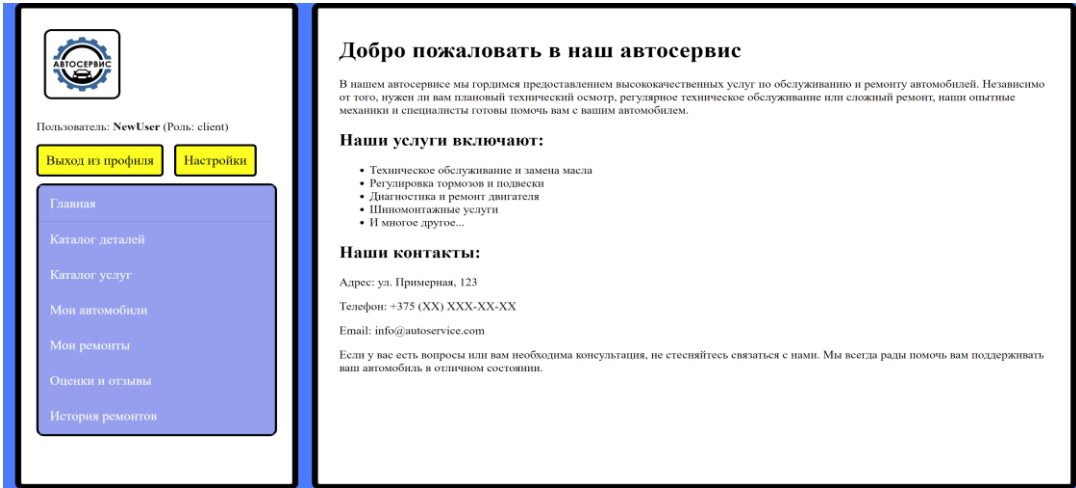 АВТОСЕРВИС
Пользователь: NewUser (Роль: client)
Выход из профиля
Настройки
Главная
Каталог деталей
Каталог услуг
Мои автомобили
Мои ремонты
Оценки и отзывы
История ремонтов
Добро пожаловать в наш автосервис
В нашем автосервисе мы гордимся предоставлением высококачественных услуг по обслуживанию и ремонту автомобилей. Независимо
от того, нужен ли вам плановый технический осмотр, регулярное техническое обслуживание или сложный ремонт, наши опытные
механики и специалисты готовы помочь вам с вашим автомобилем.
Наши услуги включают:
• Техническое обслуживание и замена масла
• Регулировка тормозов и подвески
• Диагностика и ремонт двигателя
• Шиномонтажные услуги
• И многое другое...
Наши контакты:
Адрес: ул. Примерная, 123
Телефон: +375 (XX) XXX-XX-XX
Email: info@autoservice.com
Если у вас есть вопросы или вам необходима консультация, не стесняйтесь связаться с нами. Мы всегда рады помочь вам поддерживать
ваш автомобиль в отличном состоянии.